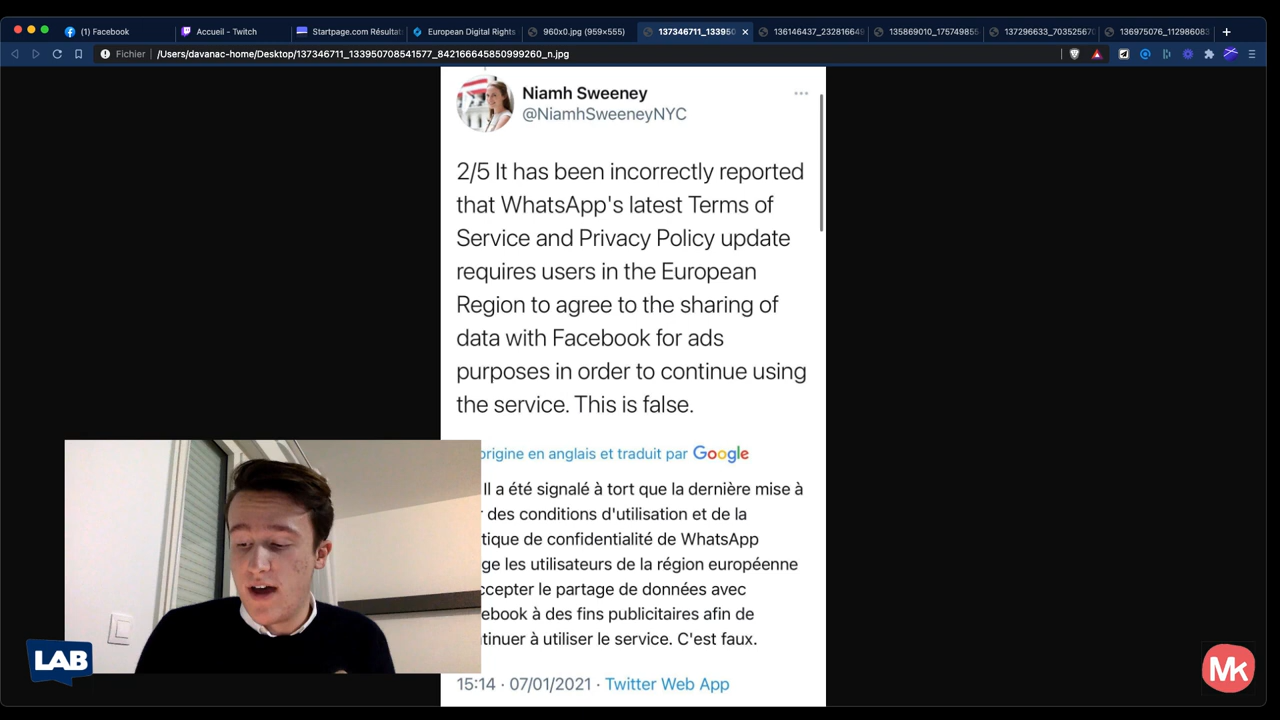 (1) Facebook
Accueil - Twitch
Startpage.com Résultat
European Digital Rights
960x0.jpg (959×555)
137346711_13395
136146437_23281664
135869010_175749855
137296633_703525670
136975076_112986083
Fichier
/Users/davanac-home/Desktop/137346711_133950708541577_842166645850999260_n.jpg
Niamh Sweeney
@NiamhSweeneyNYC
2/5 It has been incorrectly reported
that WhatsApp's latest Terms of
Service and Privacy Policy update
requires users in the European
Region to agree to the sharing of
data with Facebook for ads
purposes in order to continue using
the service. This is false.
origine en anglais et traduit par Google
Il a été signalé à tort que la dernière mise à
des conditions d'utilisation et de la
tique de confidentialité de WhatsApp
ge les utilisateurs de la région européenne
ccepter le partage de données avec
ebook à des fins publicitaires afin de
tinuer à utiliser le service. C'est faux.
15:14 · 07/01/2021 · Twitter Web App
LAB
MK